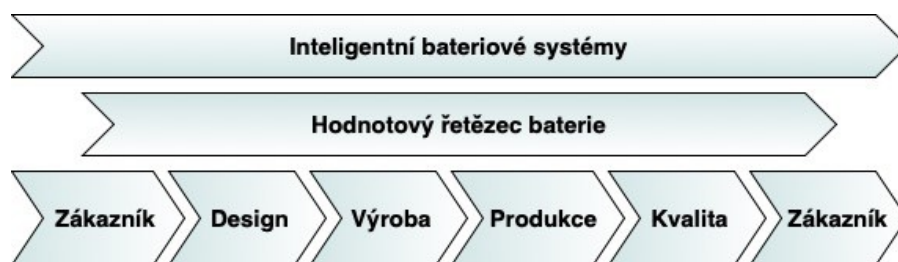 Inteligentní bateriové systémy
Hodnotový řetězec baterie
Zákazník Design Výroba Produkce Kvalita Zákazník